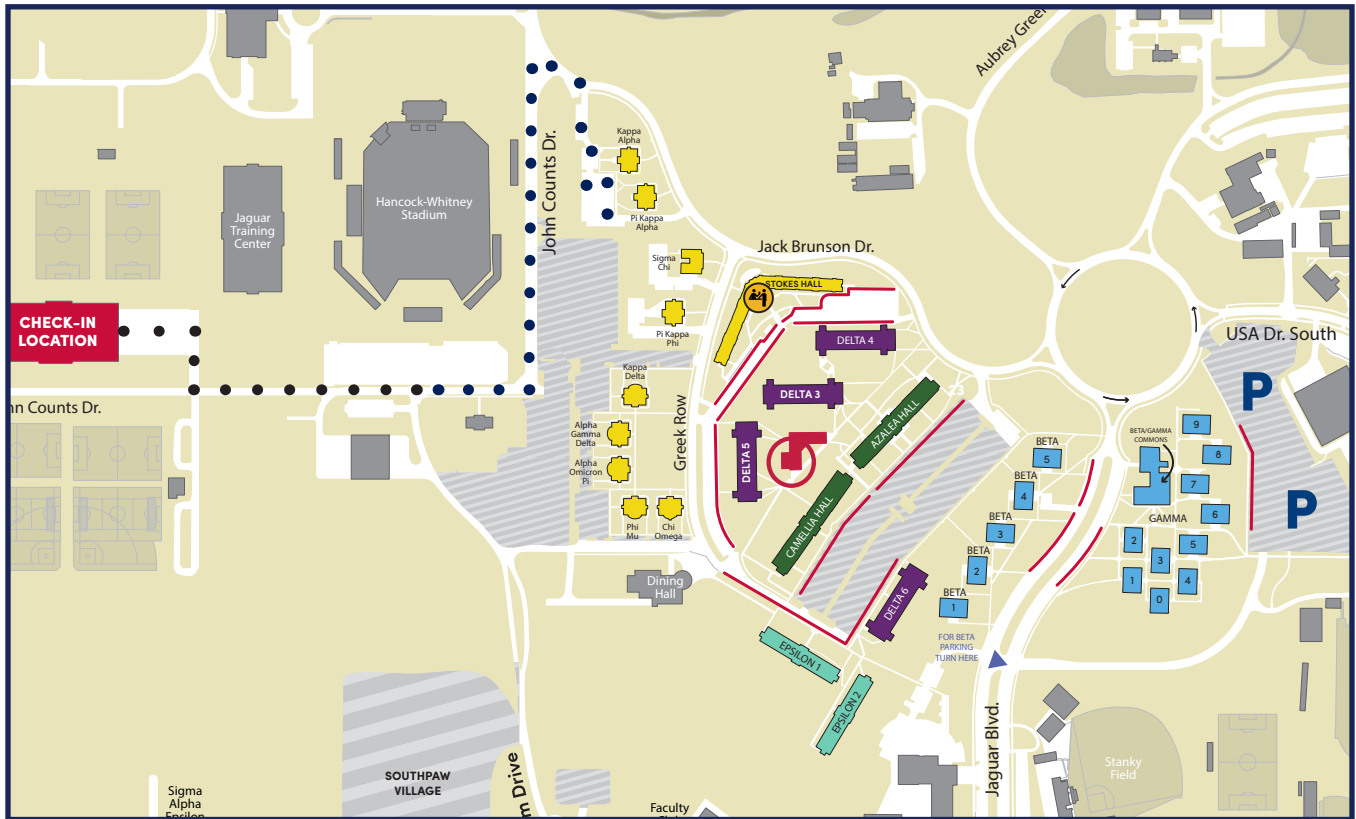 Aubrey Green
Kappa
Alpha
John Counts Dr.
Hancock-Whitney
Stadium
Jaguar
Training
Center
Pi Kappa
Alpha
Jack Brunson Dr.
Sigma
Chi
STOKES HALL
CHECK-IN
LOCATION
USA Dr. South
Pi Kappa
Phi
DELTA 4
Kappa
Delta
DELTA 3
P
nn Counts Dr.
AZALEA HALL
Greek Row
Alpha
Gamma
Delta
DELTA 5
BETA/GAMMA
COMMONS
9
BETA
5
8
Alpha
Omicron
Pi
BETA
4
7
P
CAMELLIA HALL
Phi
Mu
Chi
Omega
BETA
3
GAMMA
6
2
5
BETA
2
3
Dining
Hall
1
4
DELTA 6
BETA
1
0
EPSILON 1
FOR BETA
PARKING
TURN HERE
EPSILON 2
Jaguar Blvd.
SOUTHPAW
VILLAGE
Stanky
Field
m Drive
Sigma
Alpha
Epsilon
Faculty